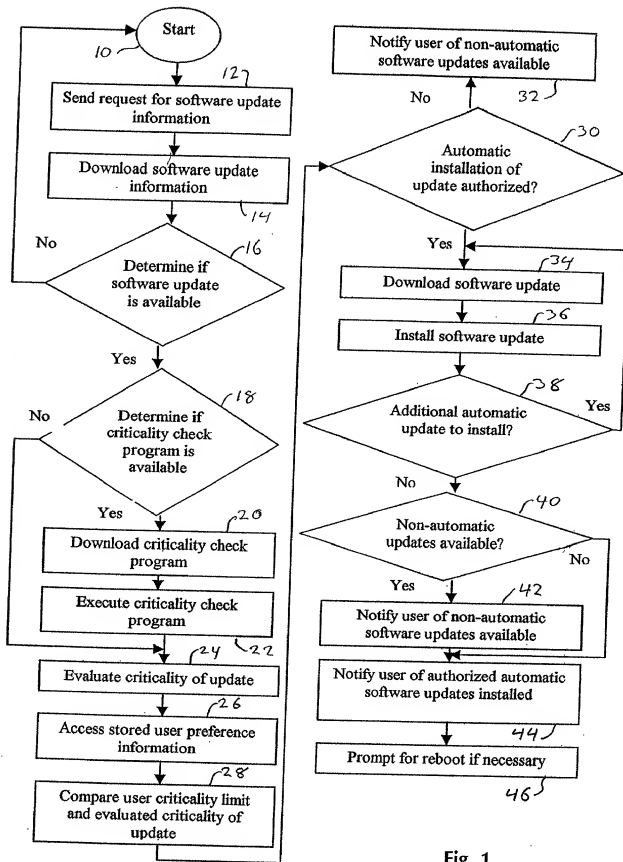 Start
10
12
Send request for software update
information
Download software update
information
14
No
16
Determine if
software update
is available
Yes
18
No
Determine if
criticality check
program is
available
Yes
20
Download criticality check
program
Execute criticality check
program
22
24
Evaluate criticality of update
26
Access stored user preference
information
28
Compare user criticality limit
and evaluated criticality of
update
Notify user of non-automatic
software updates available
32
No
30
Automatic
installation of
update authorized?
Yes
34
Download software update
36
Install software update
38
Additional automatic
update to install?
Yes
No
40
Non-automatic
updates available?
No
Yes
42
Notify user of non-automatic
software updates available
Notify user of authorized automatic
software updates installed
44
Prompt for reboot if necessary
46
Fig. 1